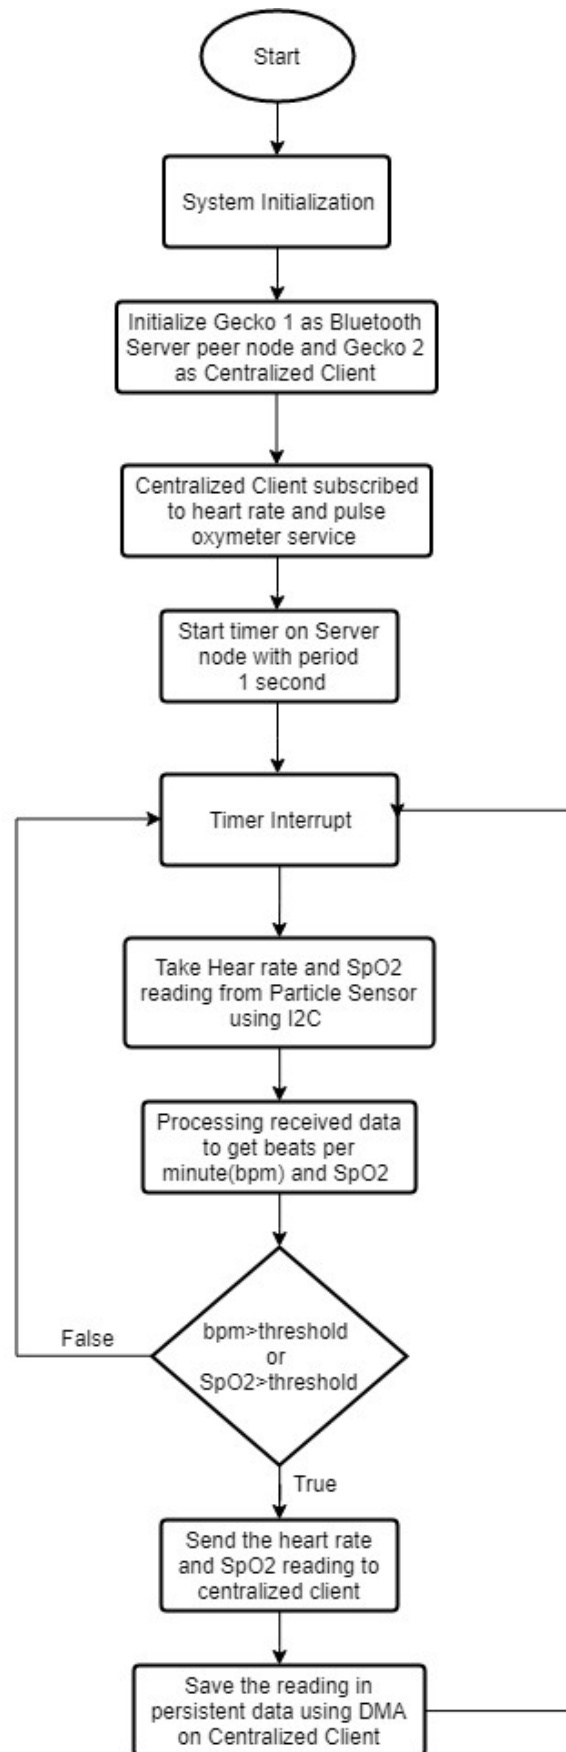 Start
System Initialization
Initialize Gecko 1 as Bluetooth
Server peer node and Gecko 2
as Centralized Client
Centralized Client subscribed
to heart rate and pulse
oxymeter service
Start timer on Server
node with period
1 second
Timer Interrupt
Take Hear rate and SpO2
reading from Particle Sensor
using I2C
Processing received data
to get beats per
minute(bpm) and SpO2
bpm>threshold
or
SpO2>threshold
False
True
Send the heart rate
and SpO2 reading to
centralized client
Save the reading in
persistent data using DMA
on Centralized Client